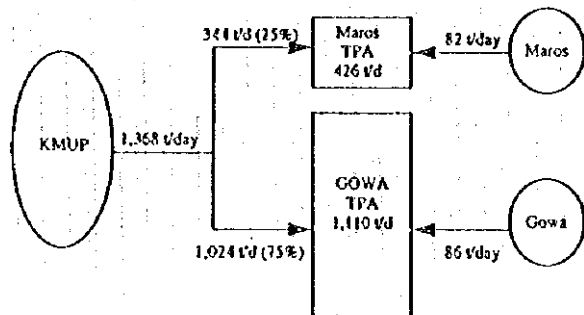 344 t/d (25%)
Maros
TPA
426 t/d
82 t/day
Maros
KMUP
1,368 t/day
GOWA
TPA
1,110 t/d
1,024 t/d (75%)
86 t/day
Gowa